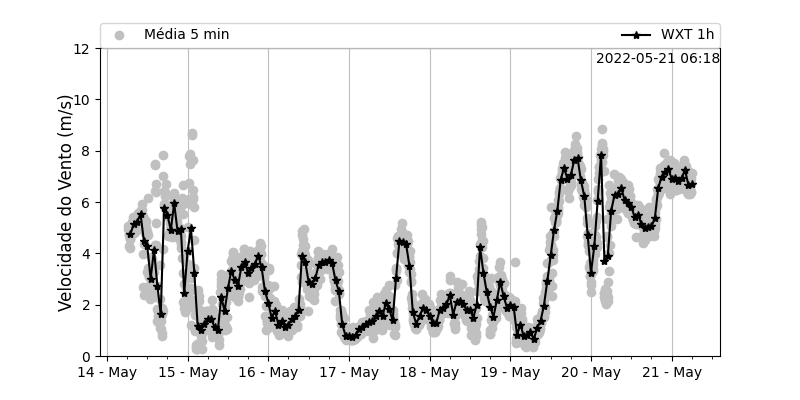 Média 5 min
WXT 1h
2022-05-21 06:18
Velocidade do Vento (m/s)
12
10
8
6
4
2
0
14 - May 15 - May 16 - May 17 - May 18 - May 19 - May 20 - May 21 - May